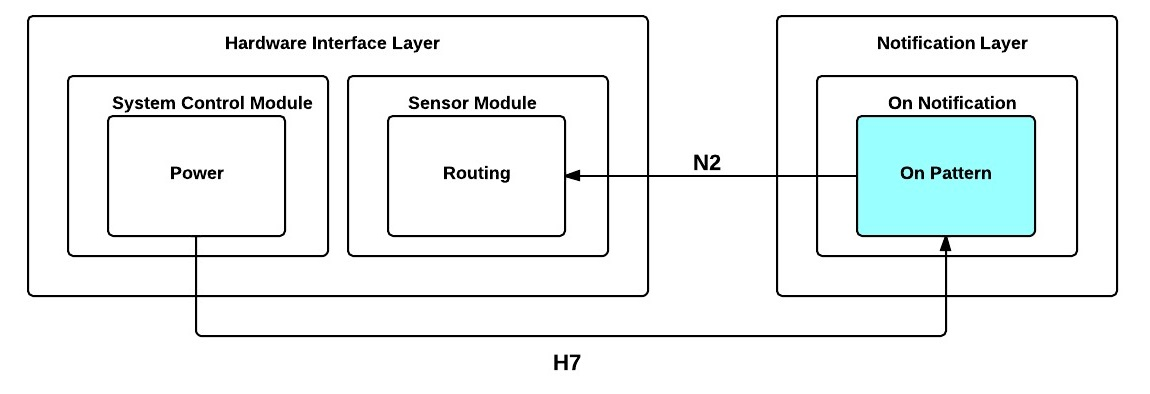 Hardware Interface Layer
Notification Layer
System Control Module
Sensor Module
On Notification
Power
Routing
N2
On Pattern
H7